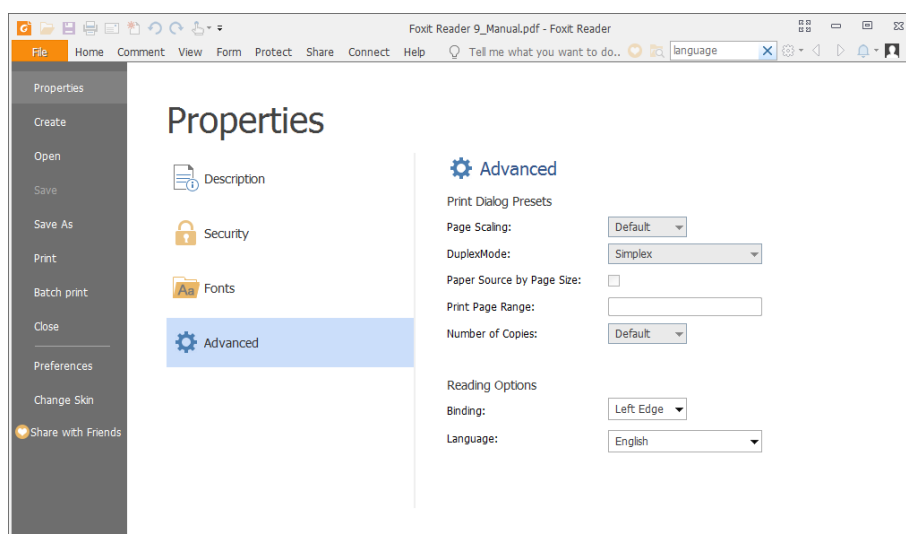 Foxit Reader 9_Manual.pdf - Foxit Reader
File Home Comment View Form Protect Share Connect Help Tell me what you want to do.. language
Properties
Create
Open
Save
Save As
Print
Batch print
Close
Preferences
Change Skin
Share with Friends
Properties
Description
Security
Aa Fonts
Advanced
Advanced
Print Dialog Presets
Page Scaling: Default
DuplexMode: Simplex
Paper Source by Page Size:
Print Page Range:
Number of Copies: Default
Reading Options
Binding: Left Edge
Language: English